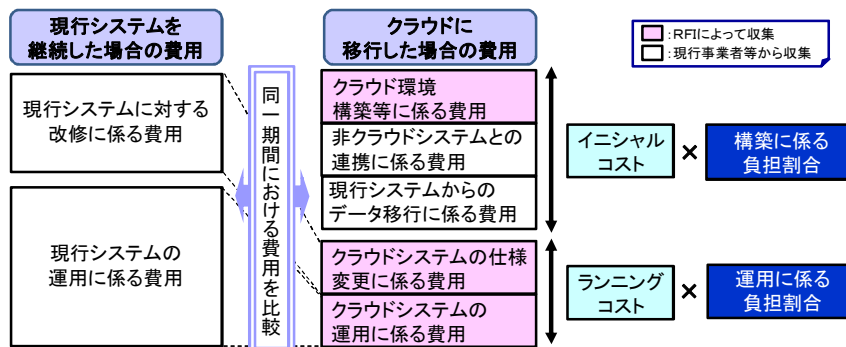 現行システムを
継続した場合の費用
クラウドに
移行した場合の費用
:RFIによって収集
:現行事業者等から収集
現行システムに対する
改修に係る費用
現行システムの
運用に係る費用
同一期間における費用を比較
クラウド環境
構築等に係る費用
非クラウドシステムとの
連携に係る費用
現行システムからの
データ移行に係る費用
クラウドシステムの仕様
変更に係る費用
クラウドシステムの
運用に係る費用
イニシャル
コスト
×
構築に係る
負担割合
ランニング
コスト
×
運用に係る
負担割合